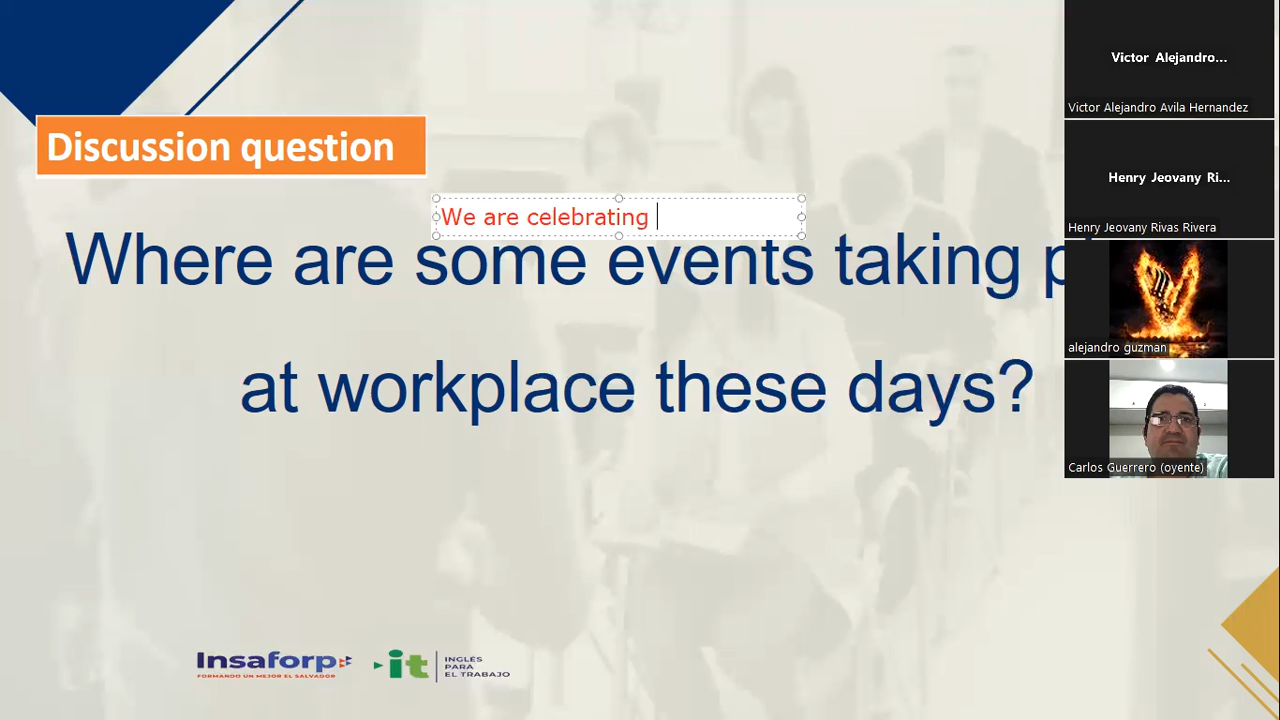 Discussion question
We are celebrating
Where are some events taking p
at workplace these days?
Insaforp
FORMANDO UN MEJOR EL SALVADOR
it
INGLÉS
PARA
EL TRABAJO
Victor Alejandro...
Victor Alejandro Avila Hernandez
Henry Jeovany Ri...
Henry Jeovany Rivas Rivera
alejandro guzman
Carlos Guerrero (oyente)